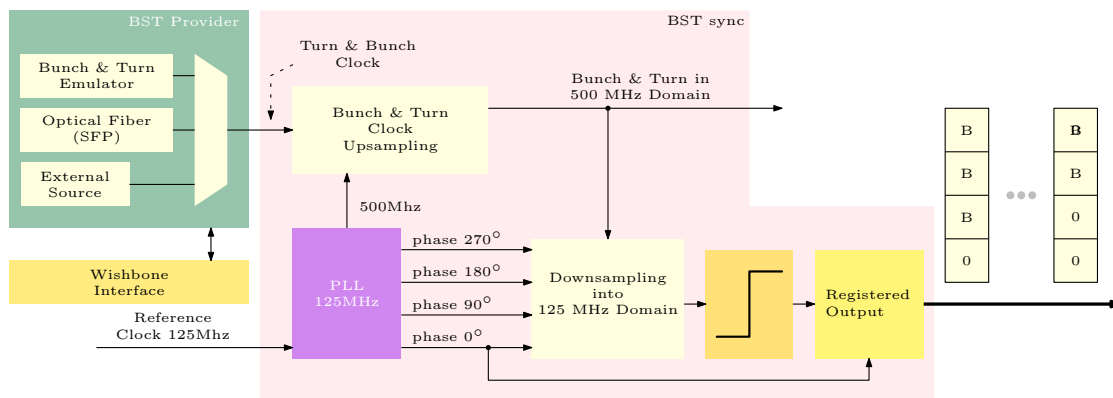 BST Provider
BST sync
Bunch & Turn
Emulator
Optical Fiber
(SFP)
External
Source
Turn & Bunch
Clock
Bunch & Turn
Clock
Upsampling
Bunch & Turn in
500 MHz Domain
500Mhz
Wishbone
Interface
Reference
Clock 125Mhz
PLL
125MHz
phase 270°
phase 180°
phase 90°
phase 0°
Downsampling
into
125 MHz Domain
Registered
Output
B
B
B
0
B
0
0